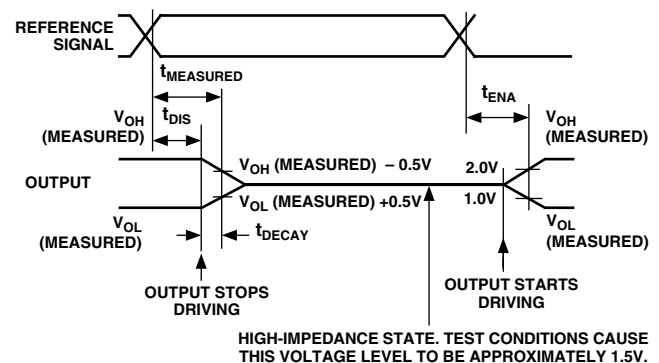 REFERENCE
SIGNAL
tMEASURED
tENA
VOH
(MEASURED)
tDIS
VOH
(MEASURED)
VOH (MEASURED) – 0.5V
2.0V
OUTPUT
VOL (MEASURED) +0.5V
1.0V
VOL
(MEASURED)
tDECAY
VOL
(MEASURED)
OUTPUT STOPS
DRIVING
OUTPUT STARTS
DRIVING
HIGH-IMPEDANCE STATE. TEST CONDITIONS CAUSE
THIS VOLTAGE LEVEL TO BE APPROXIMATELY 1.5V.